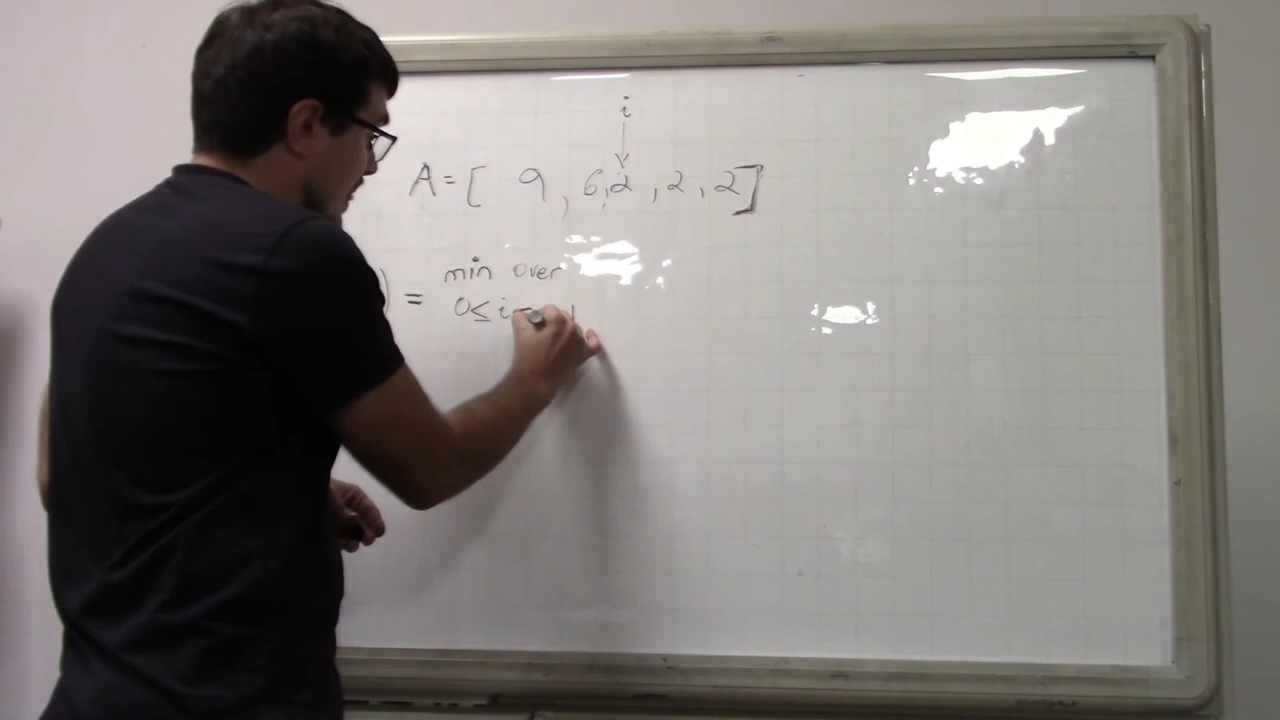 i
A = [ 9 , 6 , 2 , 2 , 2 ]
) = min over
0 ≤ i